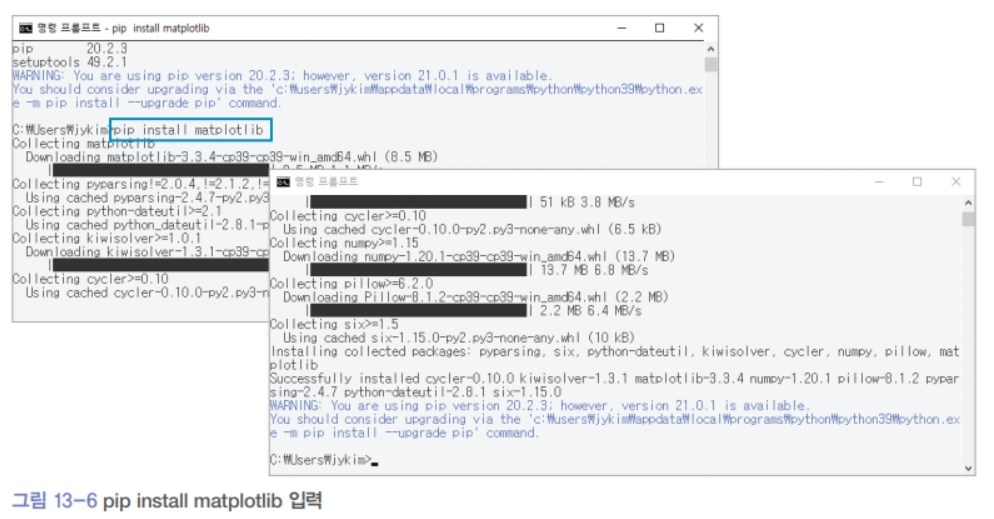 명령 프롬프트 - pip install matplotlib
pip 20.2.3
setuptools 49.2.1
WARNING: You are using pip version 20.2.3; however, version 21.0.1 is available.
You should consider upgrading via the 'c:₩users₩jykim₩appdata₩local₩programs₩python₩python39₩python.ex
e -m pip install --upgrade pip' command.
C:₩Users₩jykim>pip install matplotlib
Collecting matplotlib
Downloading matplotlib-3.3.4-cp39-cp39-win_amd64.whl (8.5 MB)
Collecting pyparsing!=2.0.4,!=2.1.2,!=
Using cached pyparsing-2.4.7-py2.py3
Collecting python-dateutil>=2.1
Using cached python_dateutil-2.8.1-p
Collecting kiwisolver>=1.0.1
Downloading kiwisolver-1.3.1-cp39-cp
Collecting cycler>=0.10
Using cached cycler-0.10.0-py2.py3-n
명령 프롬프트
| 51 kB 3.8 MB/s
Collecting cycler>=0.10
Using cached cycler-0.10.0-py2.py3-none-any.whl (6.5 kB)
Collecting numpy>=1.15
Downloading numpy-1.20.1-cp39-cp39-win_amd64.whl (13.7 MB)
| 13.7 MB 6.8 MB/s
Collecting pillow>=6.2.0
Downloading Pillow-8.1.2-cp39-cp39-win_amd64.whl (2.2 MB)
| 2.2 MB 6.4 MB/s
Collecting six>=1.5
Using cached six-1.15.0-py2.py3-none-any.whl (10 kB)
Installing collected packages: pyparsing, six, python-dateutil, kiwisolver, cycler, numpy, pillow, mat
plotlib
Successfully installed cycler-0.10.0 kiwisolver-1.3.1 matplotlib-3.3.4 numpy-1.20.1 pillow-8.1.2 pypar
sing-2.4.7 python-dateutil-2.8.1 six-1.15.0
WARNING: You are using pip version 20.2.3; however, version 21.0.1 is available.
You should consider upgrading via the 'c:₩users₩jykim₩appdata₩local₩programs₩python₩python39₩python.ex
e -m pip install --upgrade pip' command.
C:₩Users₩jykim>
그림 13-6 pip install matplotlib 입력